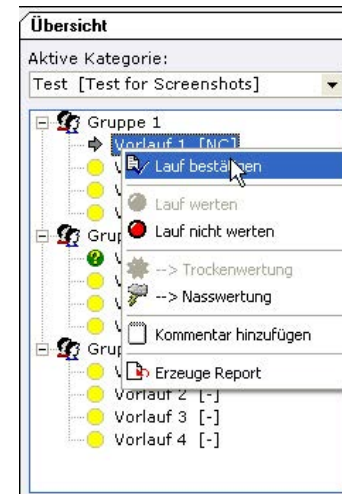 Übersicht
Aktive Kategorie:
Test [Test for Screenshots]
Gruppe 1
Vorlauf 1 [NC]
Lauf bestätigen
Lauf werten
Lauf nicht werten
--> Trockenwertung
--> Nasswertung
Kommentar hinzufügen
Erzeuge Report
Vorlauf 2 [-]
Vorlauf 3 [-]
Vorlauf 4 [-]